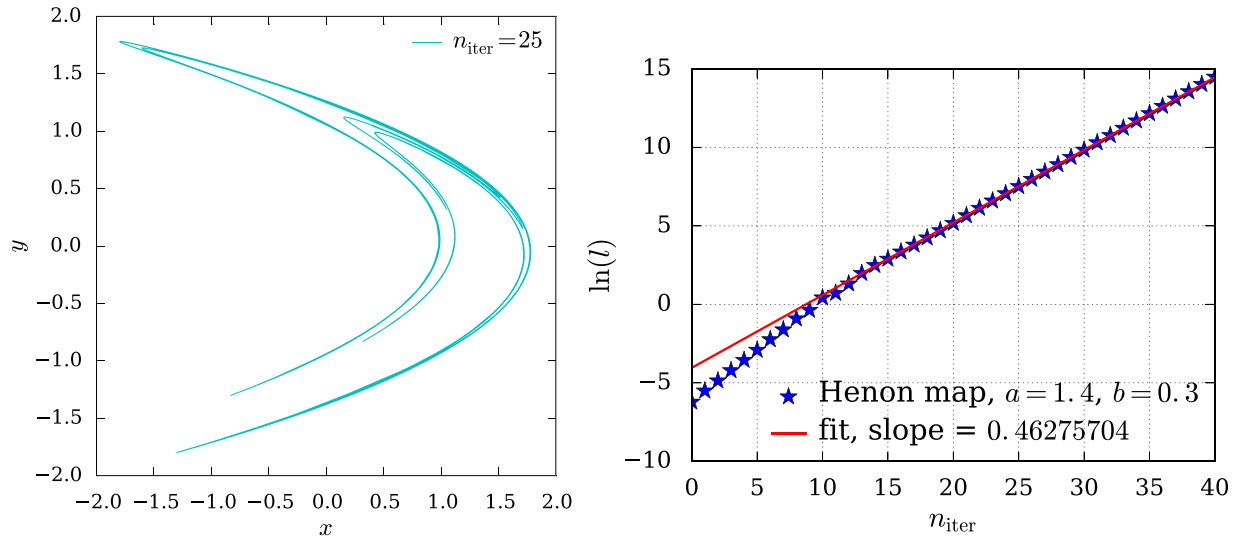 2.0
1.5
1.0
0.5
0.0
−0.5
−1.0
−1.5
−2.0
y
n_iter = 25
−2.0 −1.5 −1.0 −0.5 0.0 0.5 1.0 1.5 2.0
x
15
10
5
0
−5
−10
ln(l)
Henon map, a = 1.4, b = 0.3
fit, slope = 0.46275704
0 5 10 15 20 25 30 35 40
n_iter